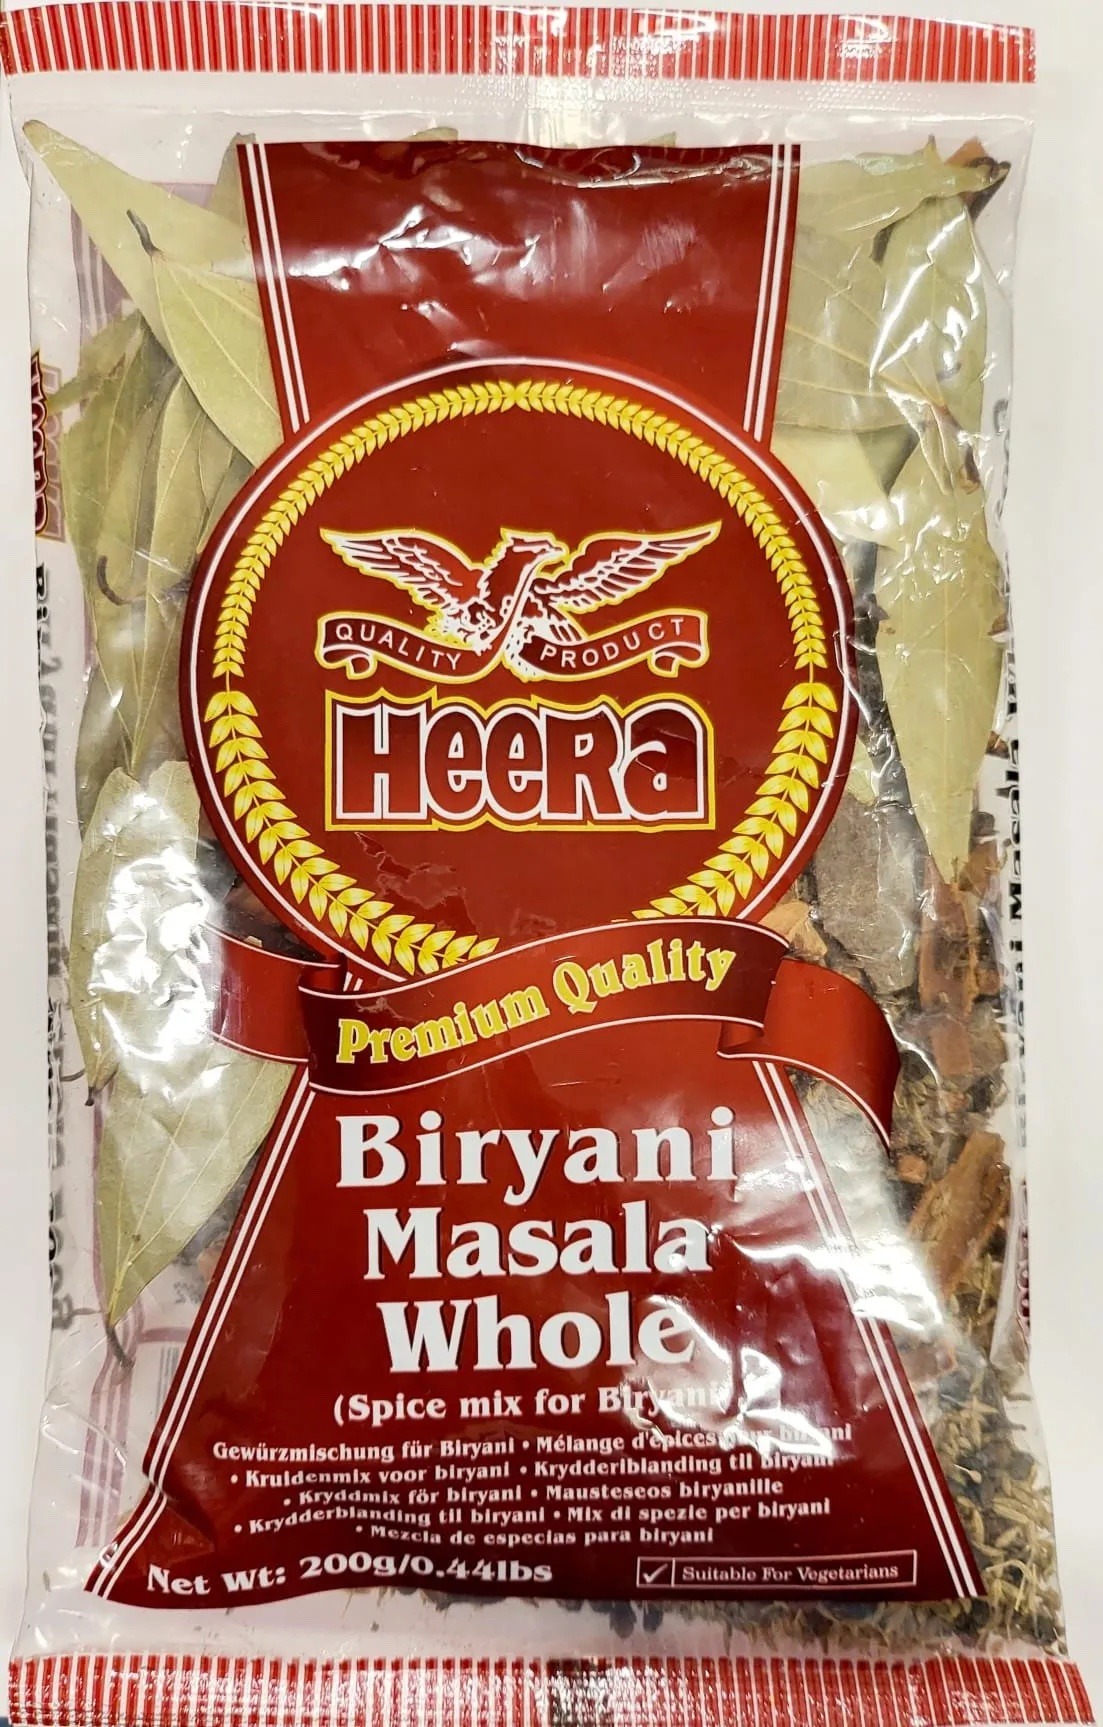 QUALITY PRODUCT
HeeRa
Premium Quality
Biryani
Masala
Whole
(Spice mix for Biryani
Gewürzmischung für Biryani • Mélange d'épices pour biryani
• Kruidenmix voor biryani • Krydderiblanding til biryani
• Kryddmix för biryani • Mausteseos biryanille
• Krydderblanding til biryani • Mix di spezie per biryani
• Mezcla de especias para biryani
Net Wt: 200g/0.44lbs
Suitable For Vegetarians